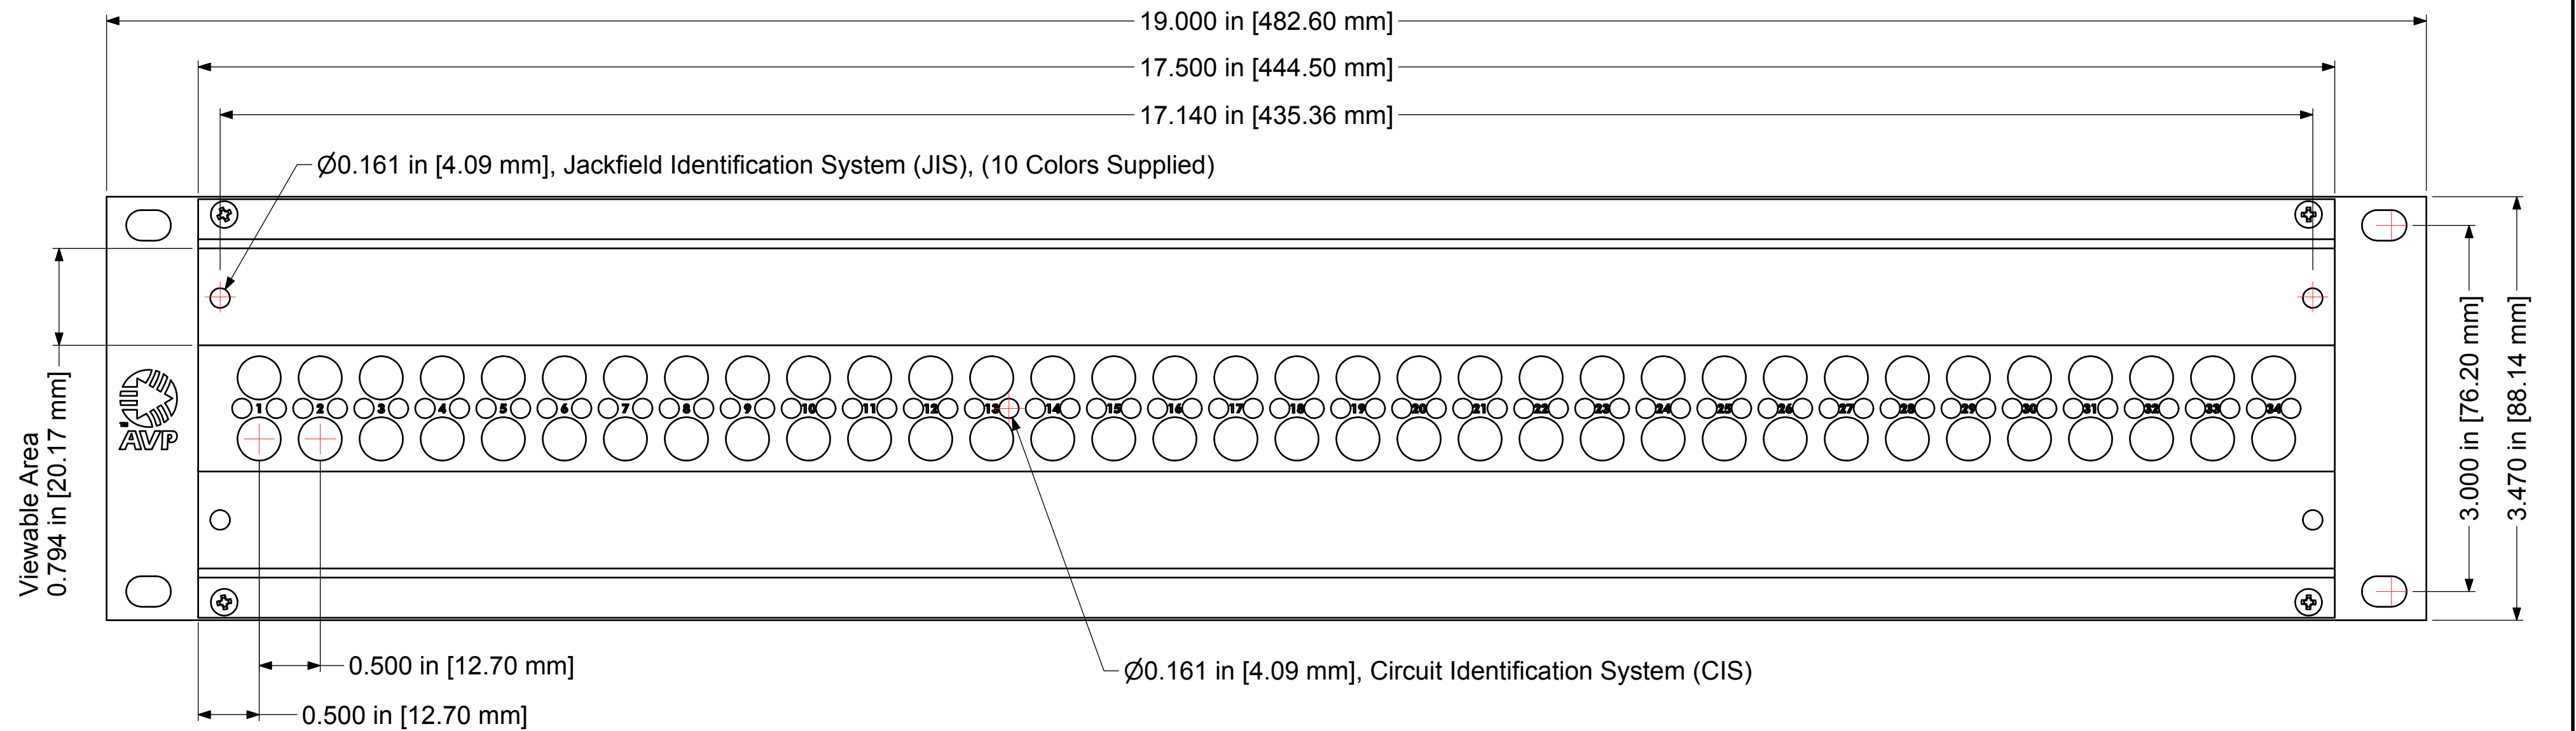 19.000 in [482.60 mm]
17.500 in [444.50 mm]
17.140 in [435.36 mm]
Ø0.161 in [4.09 mm], Jackfield Identification System (JIS), (10 Colors Supplied)
Viewable Area
0.794 in [20.17 mm]
™
AVP
1 2 3 4 5 6 7 8 9 10 11 12 13 14 15 16 17 18 19 20 21 22 23 24 25 26 27 28 29 30 31 32 33 34
3.000 in [76.20 mm]
3.470 in [88.14 mm]
0.500 in [12.70 mm]
Ø0.161 in [4.09 mm], Circuit Identification System (CIS)
0.500 in [12.70 mm]